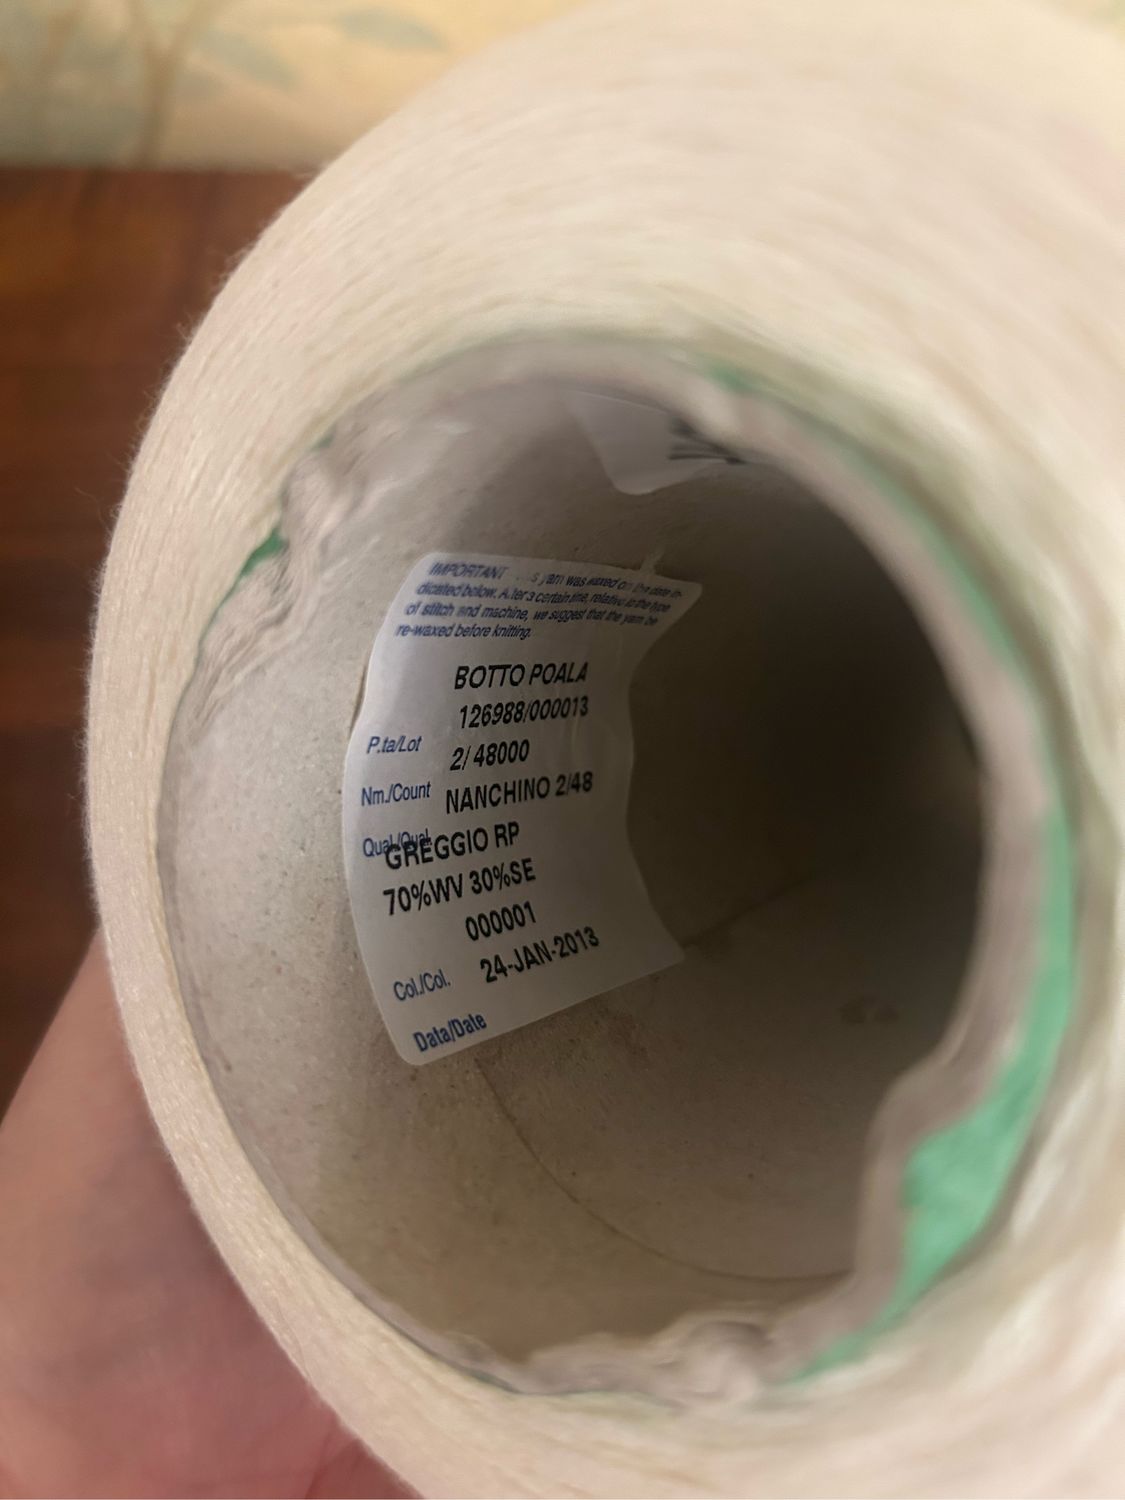 IMPORTANT yarn was waxed on the date in-
dicated below. After a certain time, relative to the type
of stitch and machine, we suggest that the yarn be
re-waxed before knitting.
BOTTO POALA
126988/000013
P.ta/Lot
2/ 48000
Nm./Count
NANCHINO 2/48
Qual./Qual.
GREGGIO RP
70%WV 30%SE
000001
Col./Col.
24-JAN-2013
Data/Date